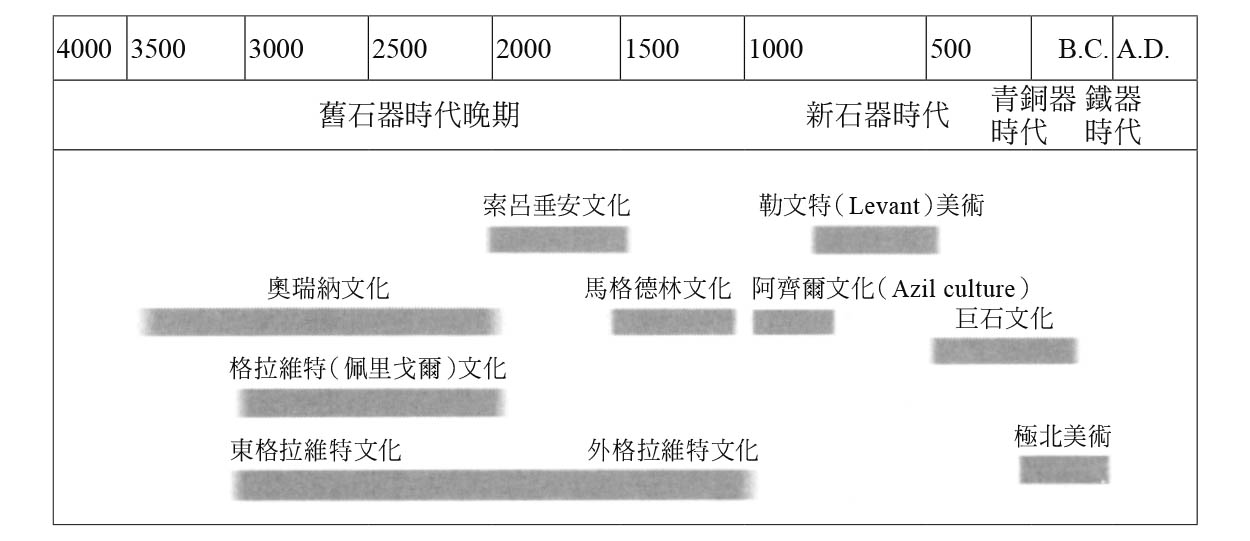 4000 3500 3000 2500 2000 1500 1000 500 B.C. A.D.
舊石器時代晚期 新石器時代 青銅器時代 鐵器時代
索呂垂安文化 勒文特(Levant)美術
奧瑞納文化 馬格德林文化 阿齊爾文化(Azil culture)
巨石文化
格拉維特(佩里戈爾)文化
東格拉維特文化 外格拉維特文化 極北美術